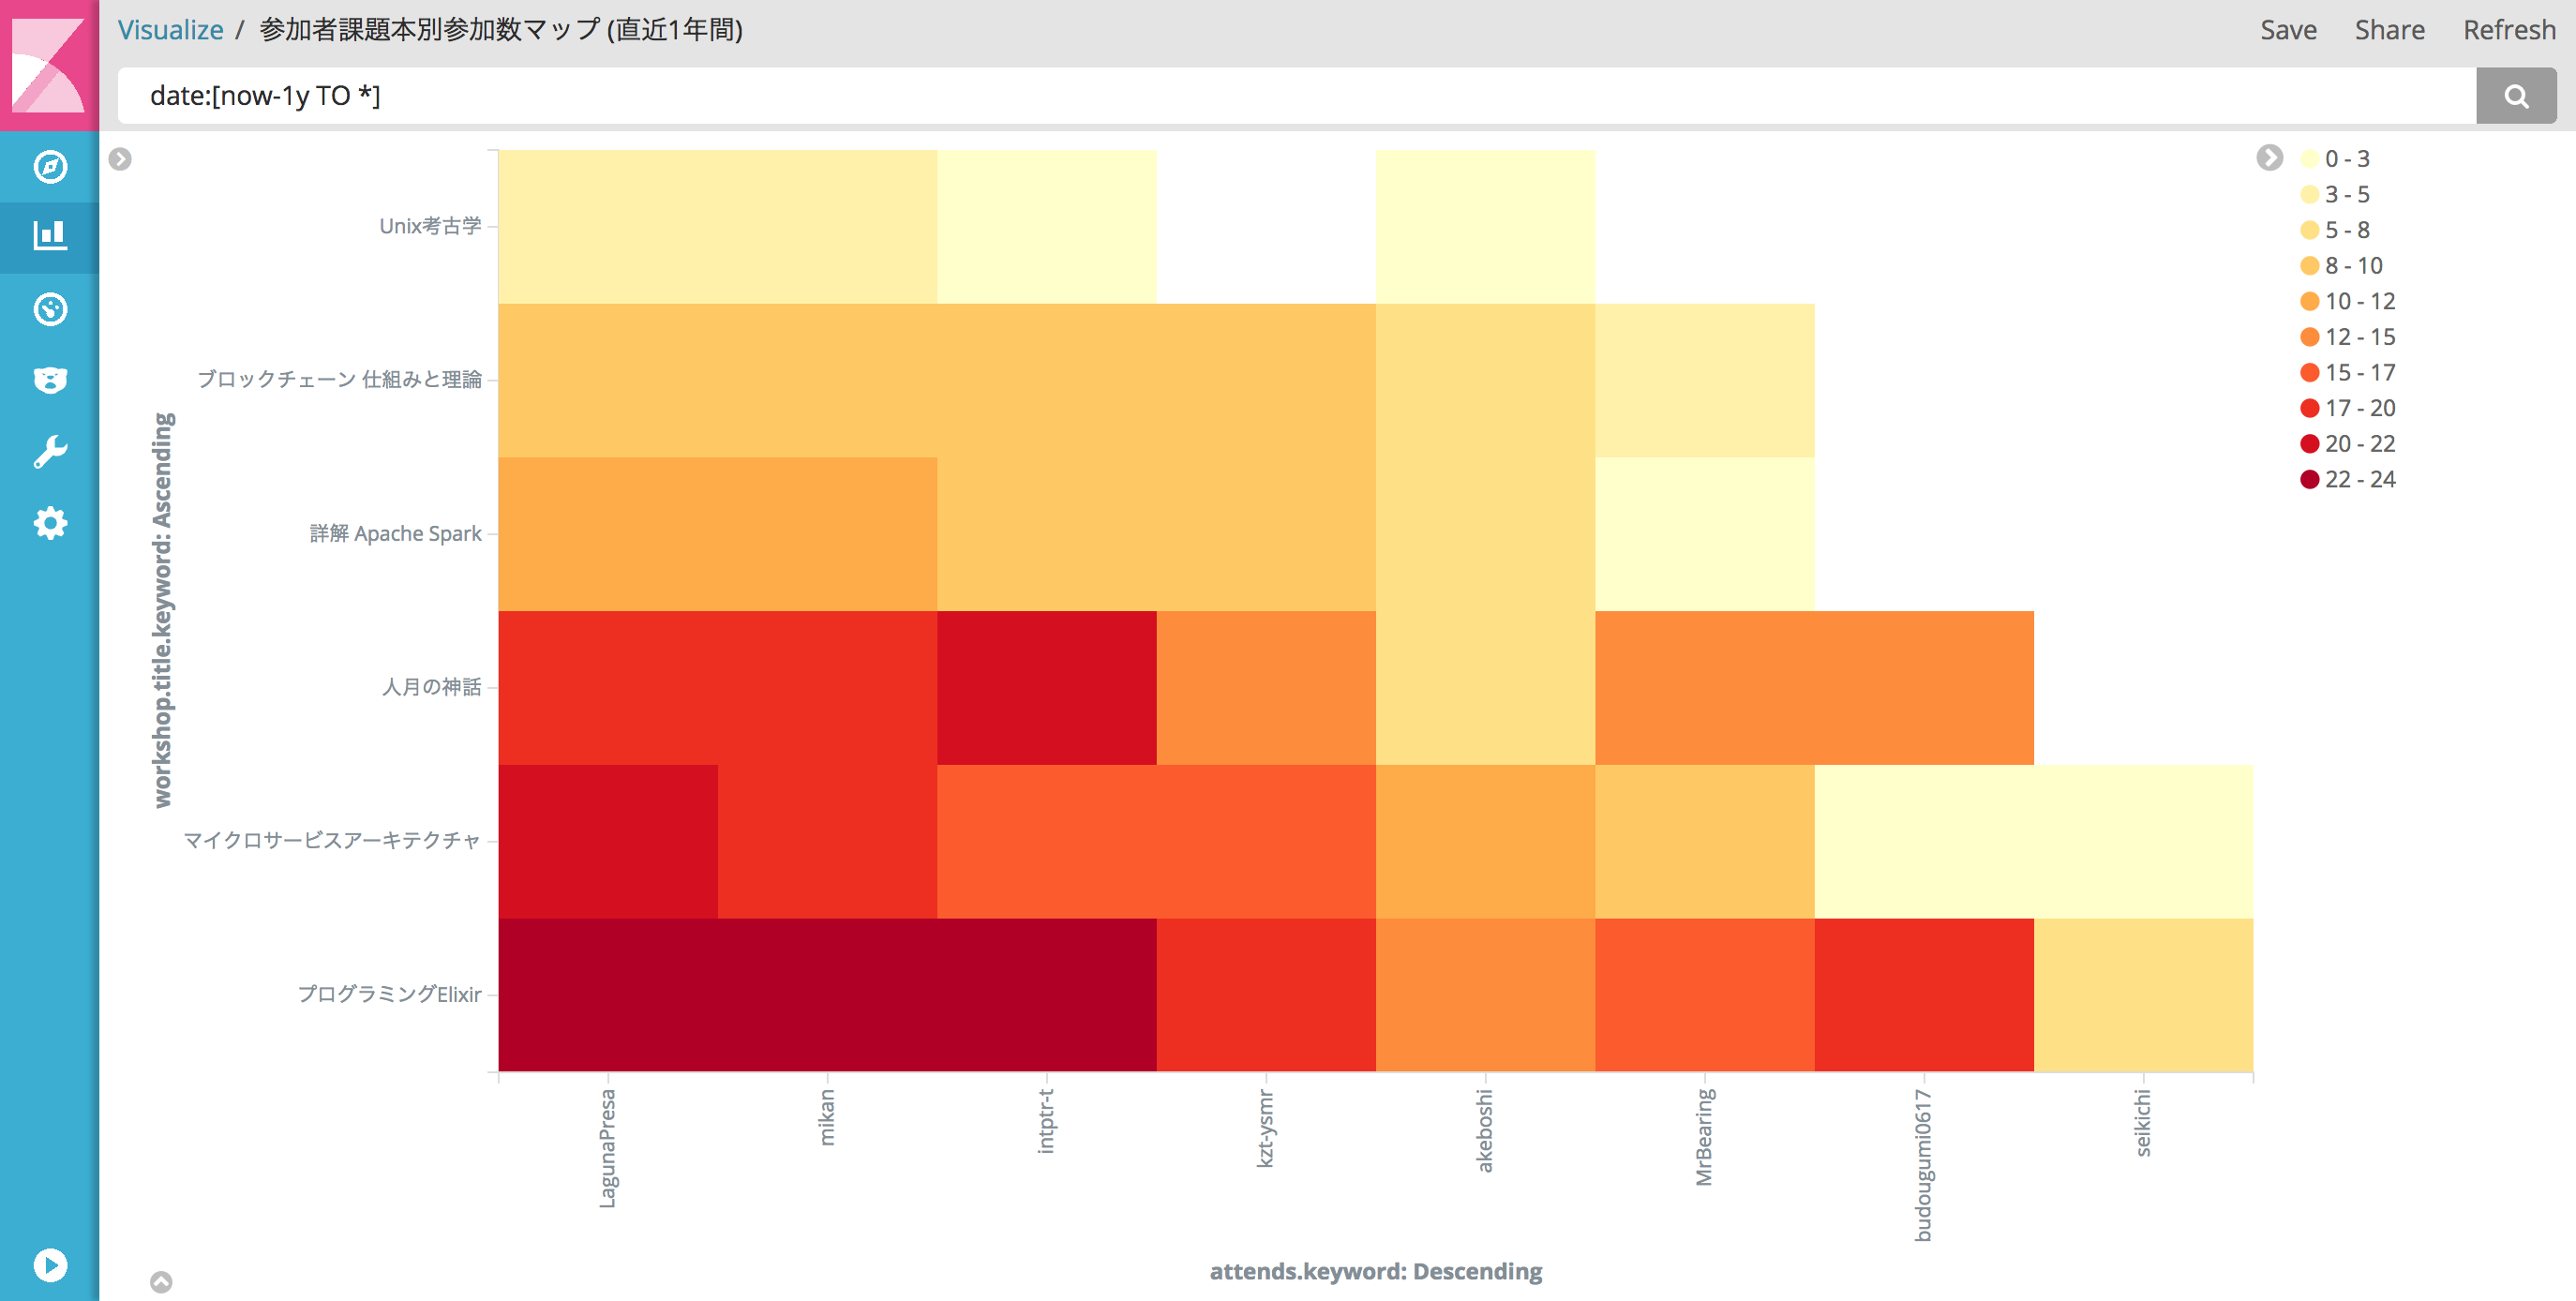 Visualize / 参加者課題本別参加数マップ (直近1年間)
Save Share Refresh
date:[now-1y TO *]
0 - 3
3 - 5
5 - 8
8 - 10
10 - 12
12 - 15
15 - 17
17 - 20
20 - 22
22 - 24
workshop.title.keyword: Ascending
Unix考古学
ブロックチェーン 仕組みと理論
詳解 Apache Spark
人月の神話
マイクロサービスアーキテクチャ
プログラミングElixir
LagunaPresa
mikan
intptr-t
kzt-ysmr
akeboshi
MrBearing
budougumi0617
seikichi
attends.keyword: Descending